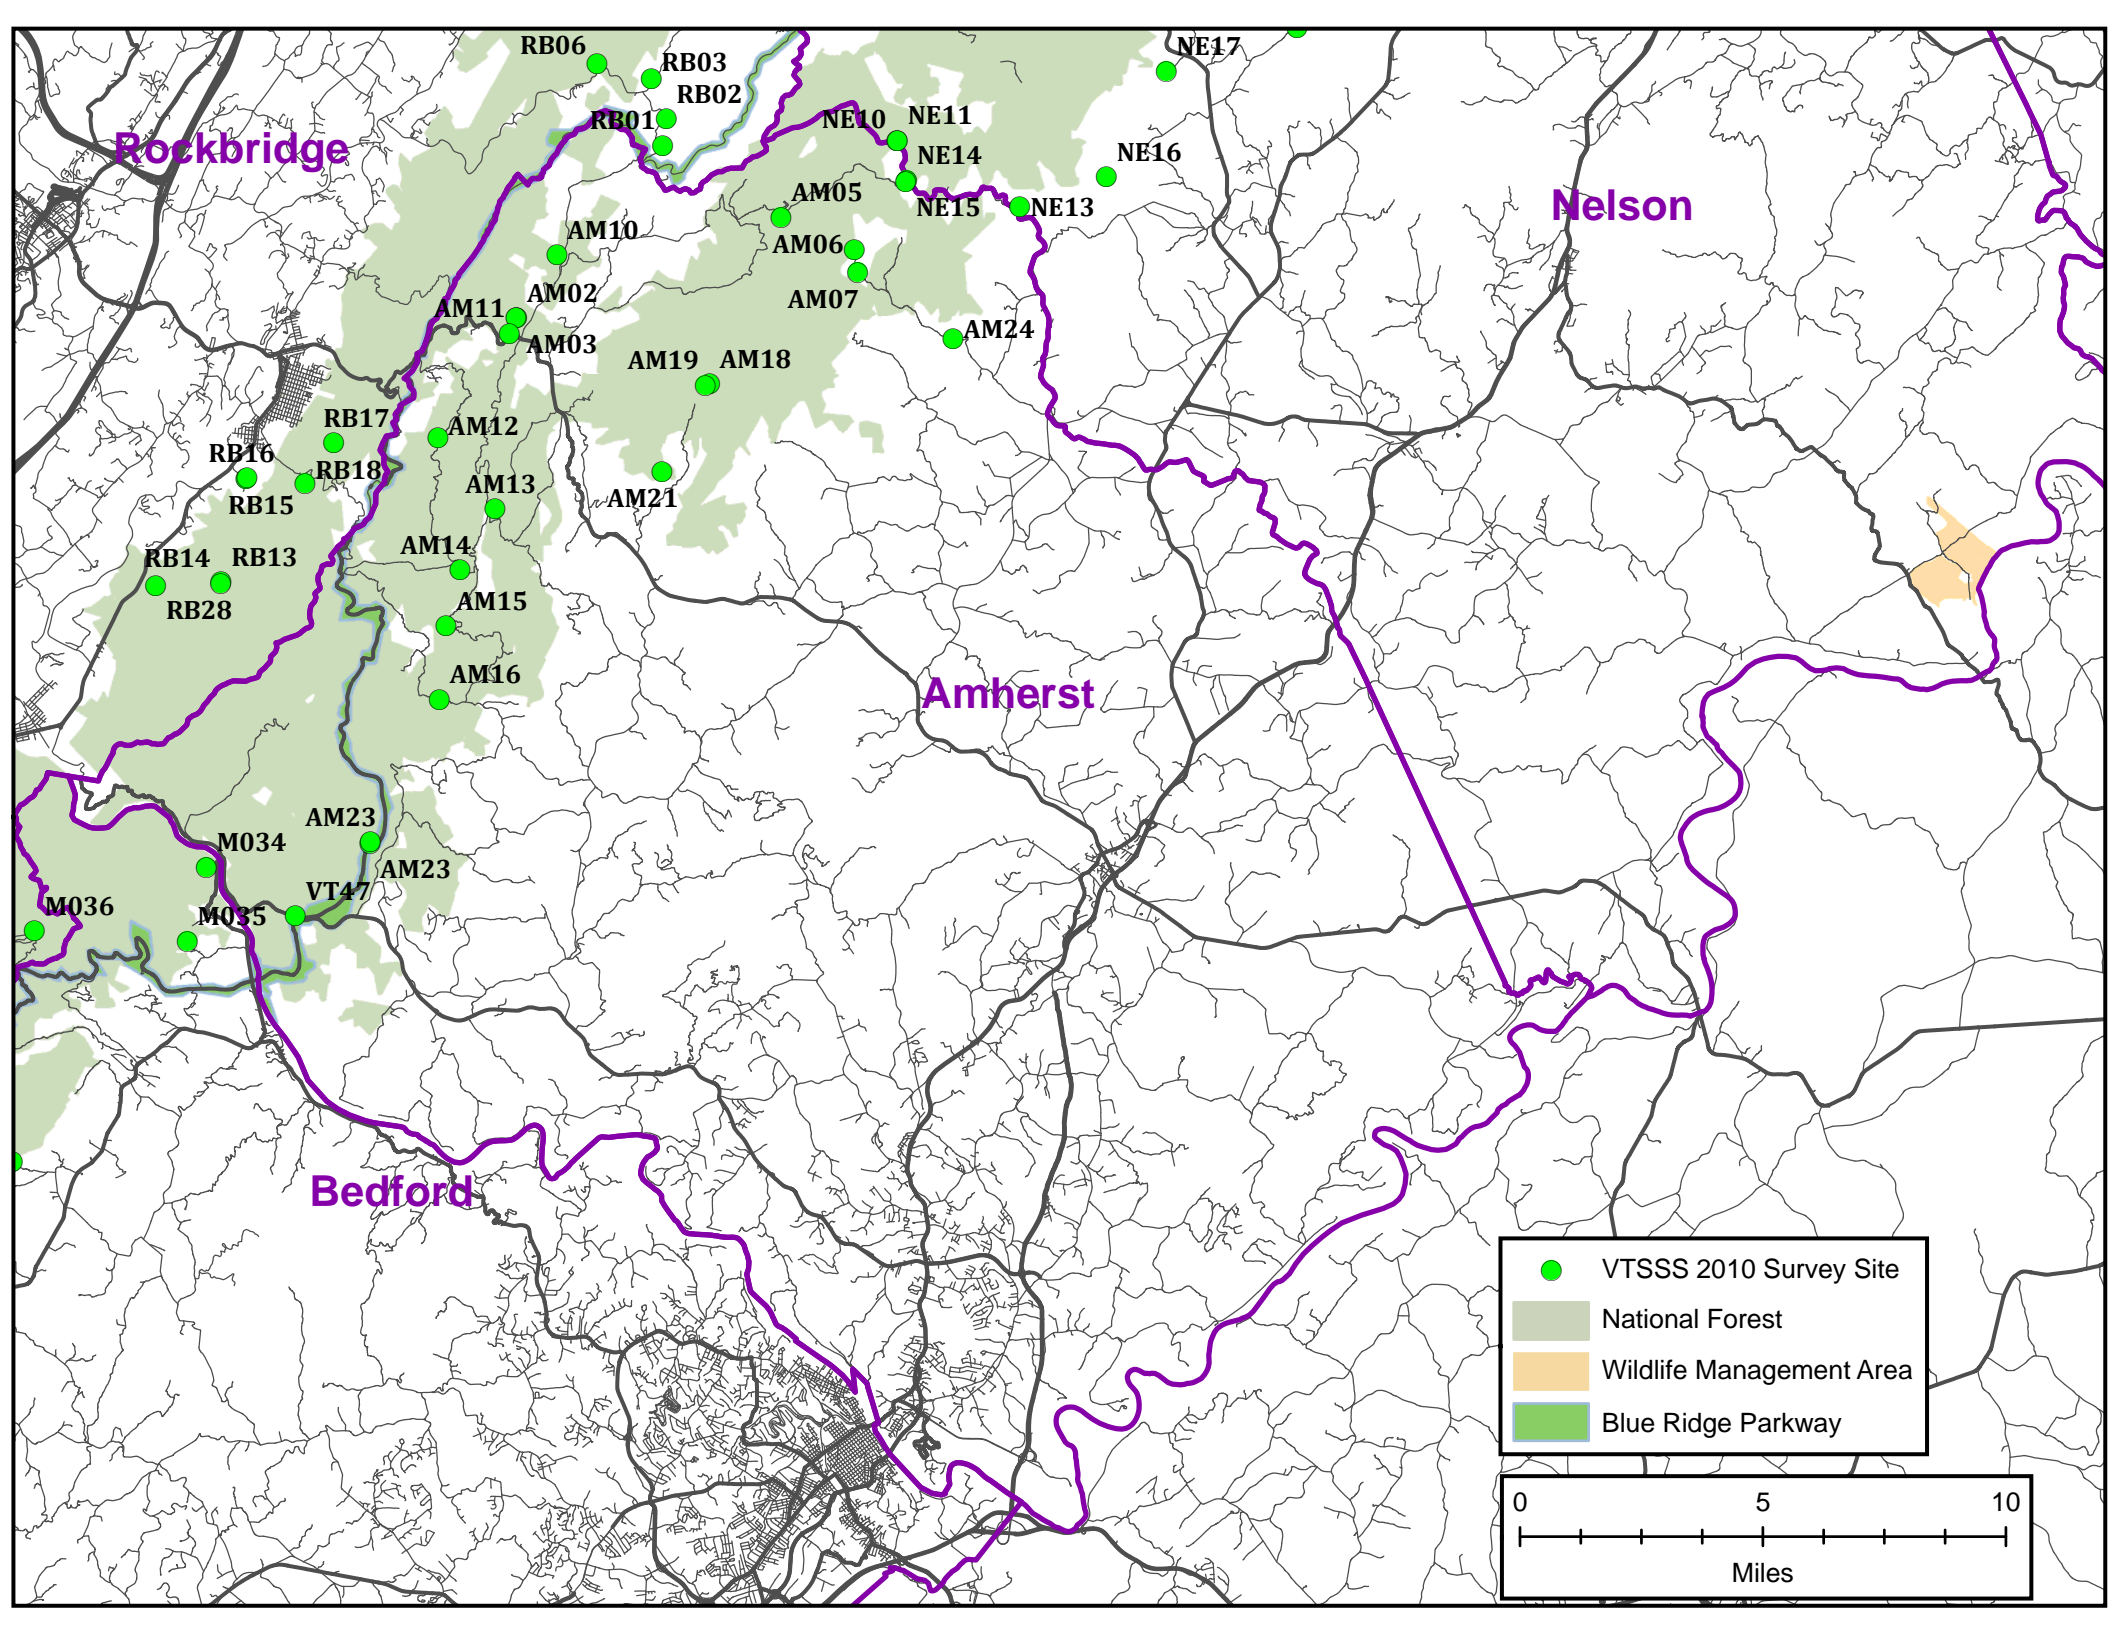 RB06
NE17
RB03
RB02
RB01
NE10
NE11
Rockbridge
NE14
NE16
AM05
NE15
NE13
Nelson
AM10
AM06
AM02
AM07
AM11
AM24
AM03
AM19
AM18
RB17
AM12
RB16
RB18
AM13
AM21
RB15
AM14
RB14
RB13
AM15
RB28
AM16
Amherst
AM23
M034
AM23
VT47
M036
M035
Bedford
VTSSS 2010 Survey Site
National Forest
Wildlife Management Area
Blue Ridge Parkway
0 5 10
Miles